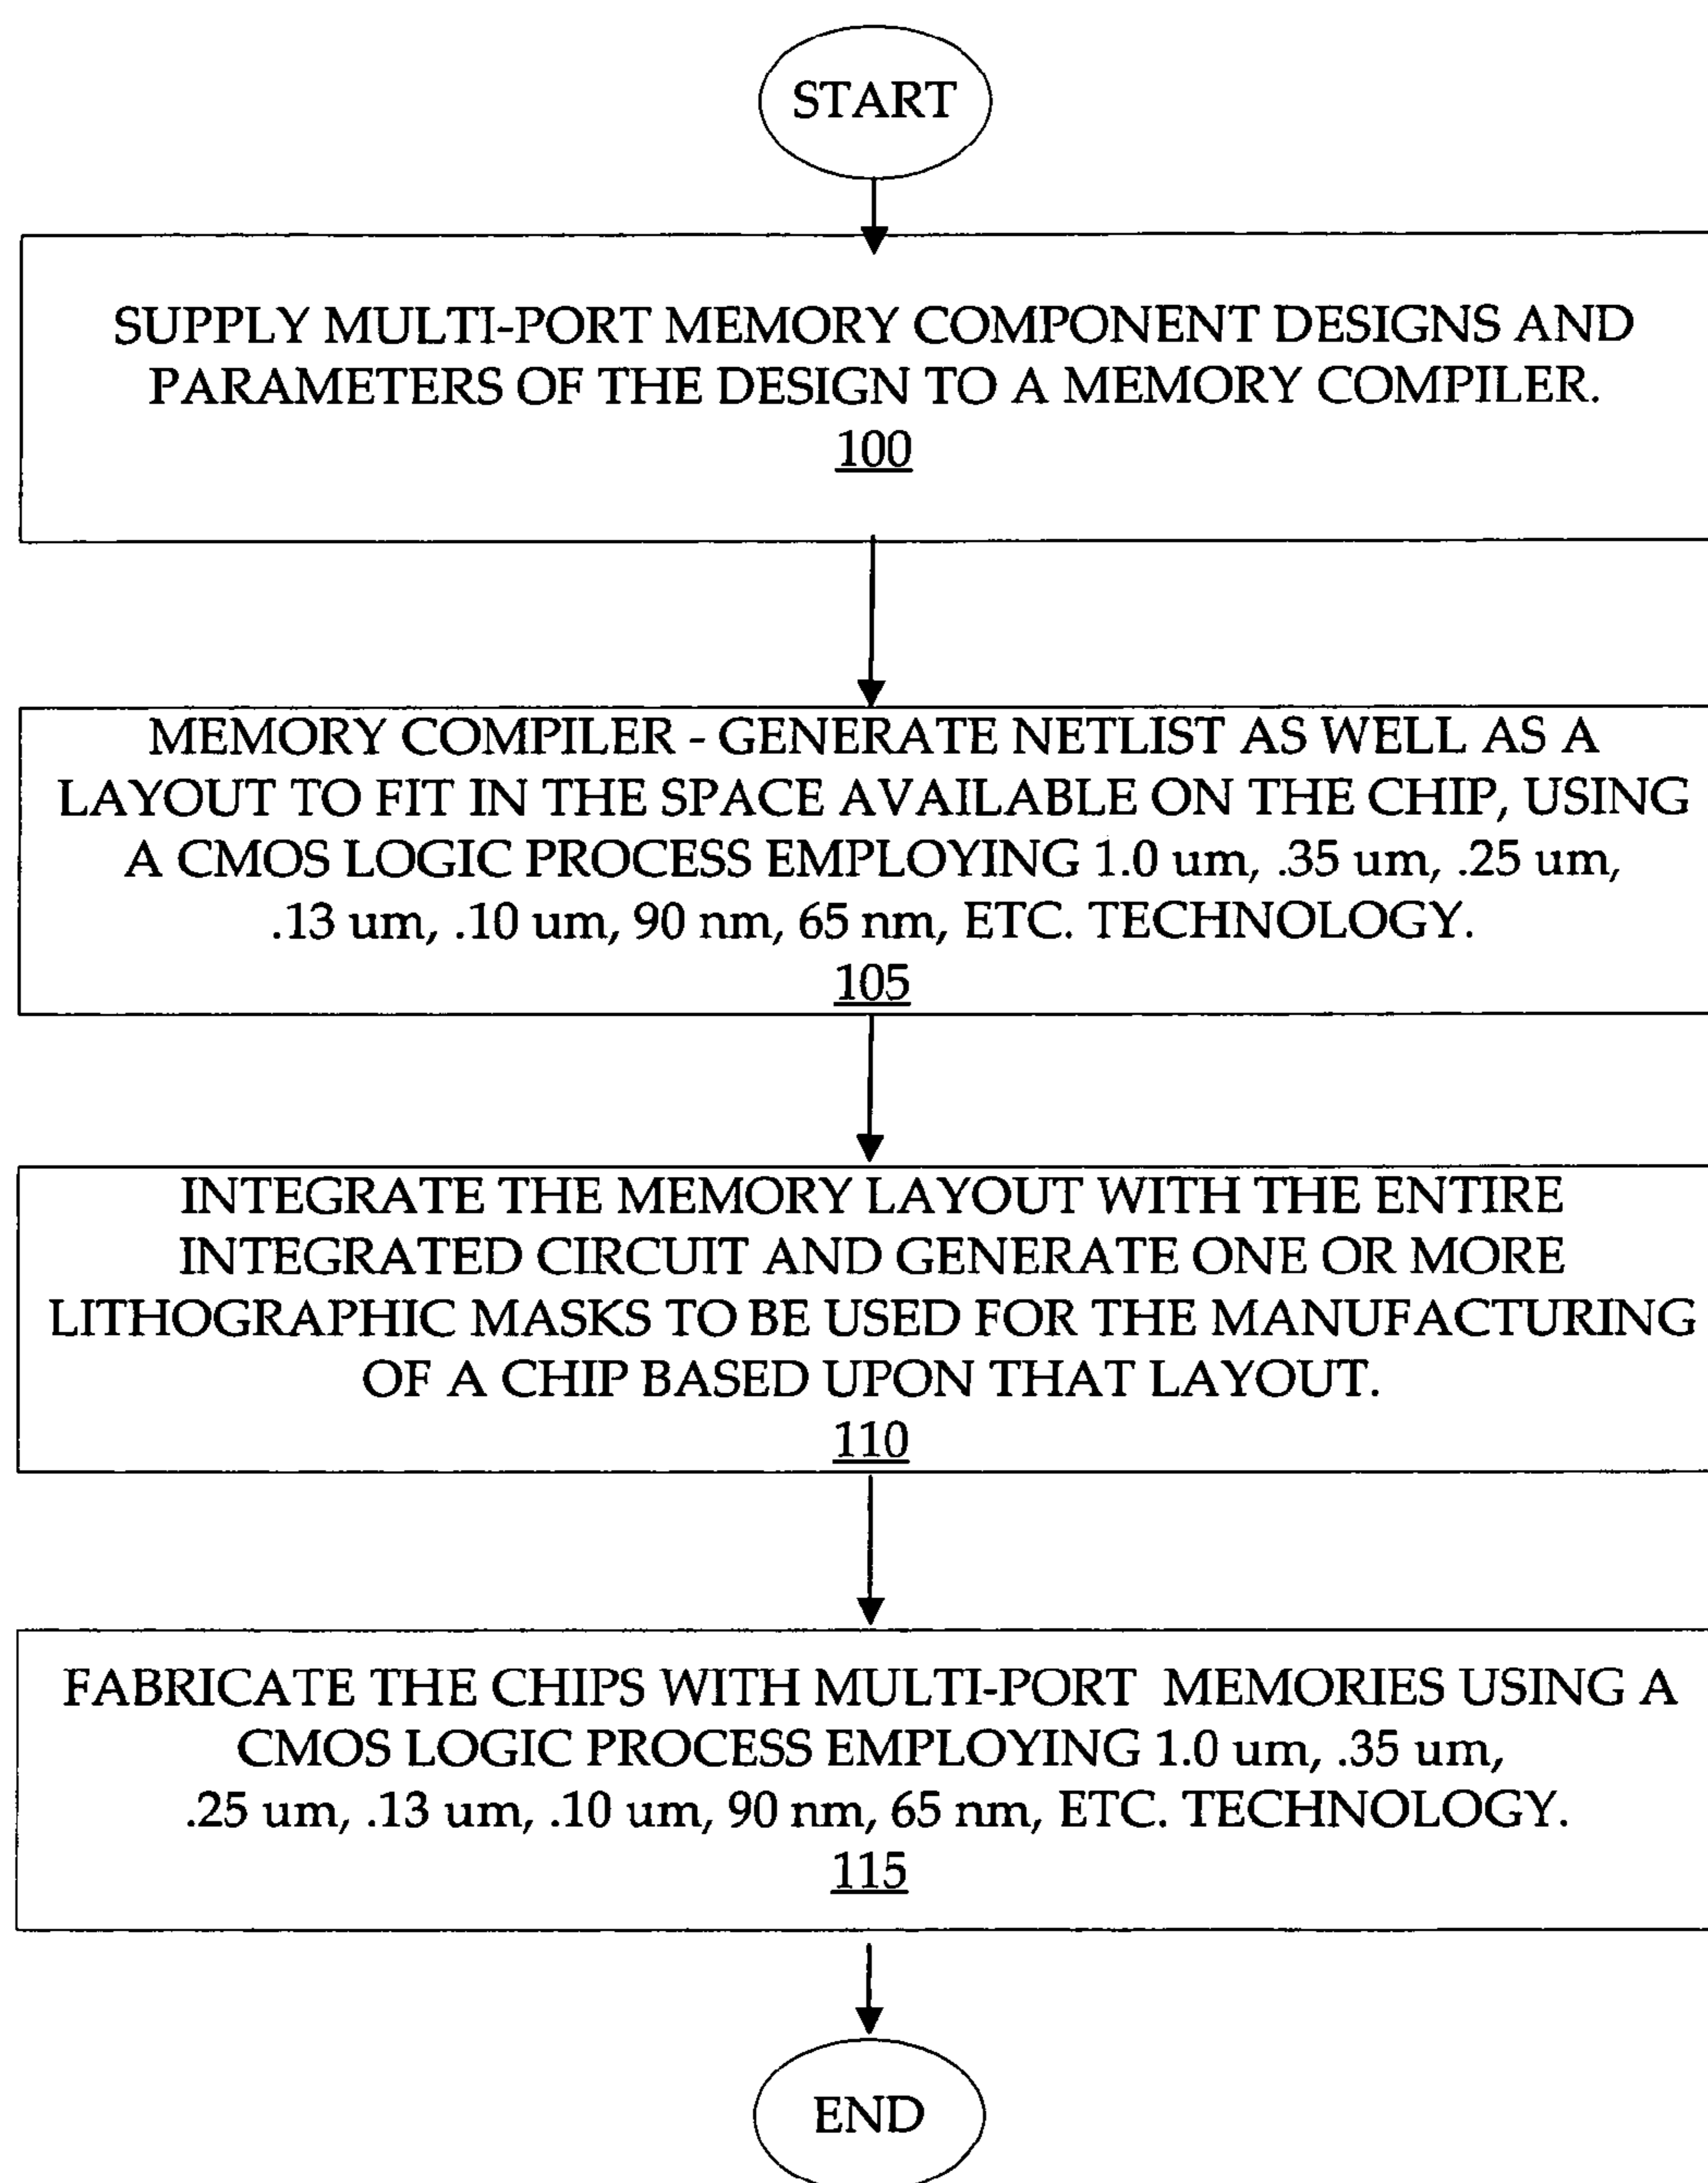 START
SUPPLY MULTI-PORT MEMORY COMPONENT DESIGNS AND
PARAMETERS OF THE DESIGN TO A MEMORY COMPILER.
100
MEMORY COMPILER - GENERATE NETLIST AS WELL AS A
LAYOUT TO FIT IN THE SPACE AVAILABLE ON THE CHIP, USING
A CMOS LOGIC PROCESS EMPLOYING 1.0 um, .35 um, .25 um,
.13 um, .10 um, 90 nm, 65 nm, ETC. TECHNOLOGY.
105
INTEGRATE THE MEMORY LAYOUT WITH THE ENTIRE
INTEGRATED CIRCUIT AND GENERATE ONE OR MORE
LITHOGRAPHIC MASKS TO BE USED FOR THE MANUFACTURING
OF A CHIP BASED UPON THAT LAYOUT.
110
FABRICATE THE CHIPS WITH MULTI-PORT MEMORIES USING A
CMOS LOGIC PROCESS EMPLOYING 1.0 um, .35 um,
.25 um, .13 um, .10 um, 90 nm, 65 nm, ETC. TECHNOLOGY.
115
END